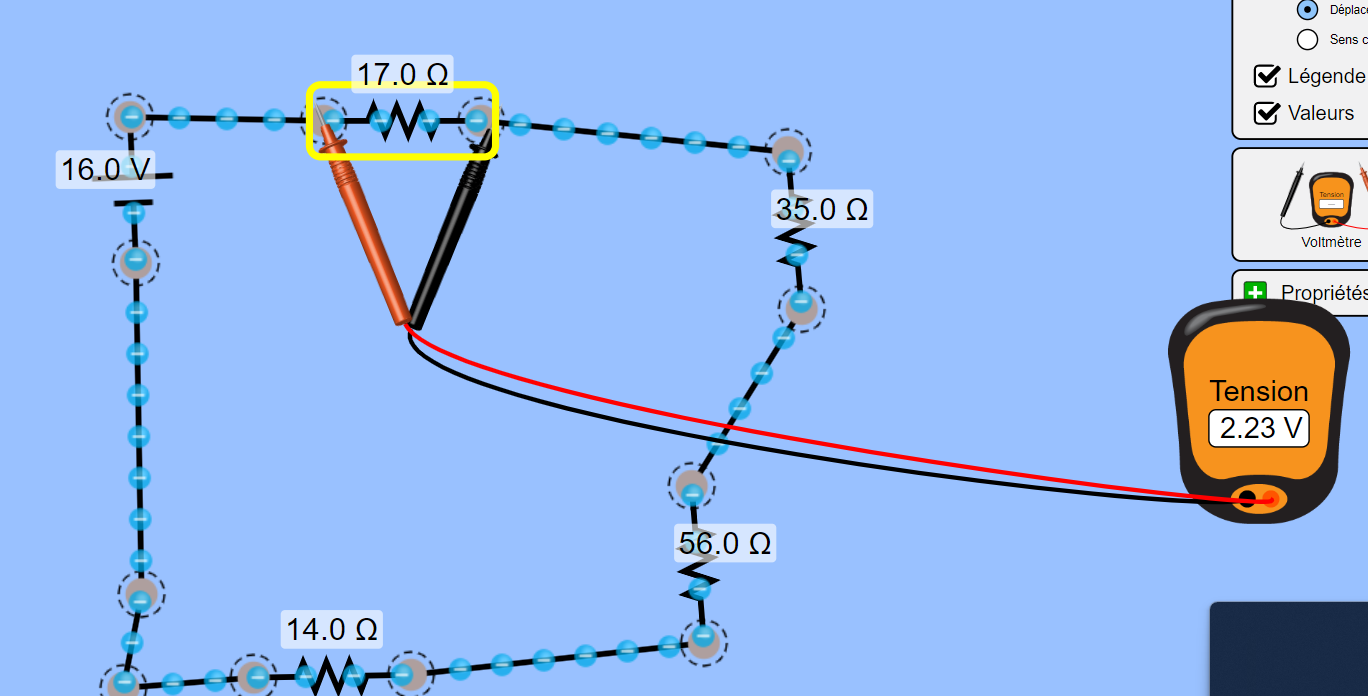 Déplac
Sens c
Légende
Valeurs
17.0 Ω
16.0 V
35.0 Ω
Tension
Voltmètre
Propriétés
Tension
2.23 V
56.0 Ω
14.0 Ω